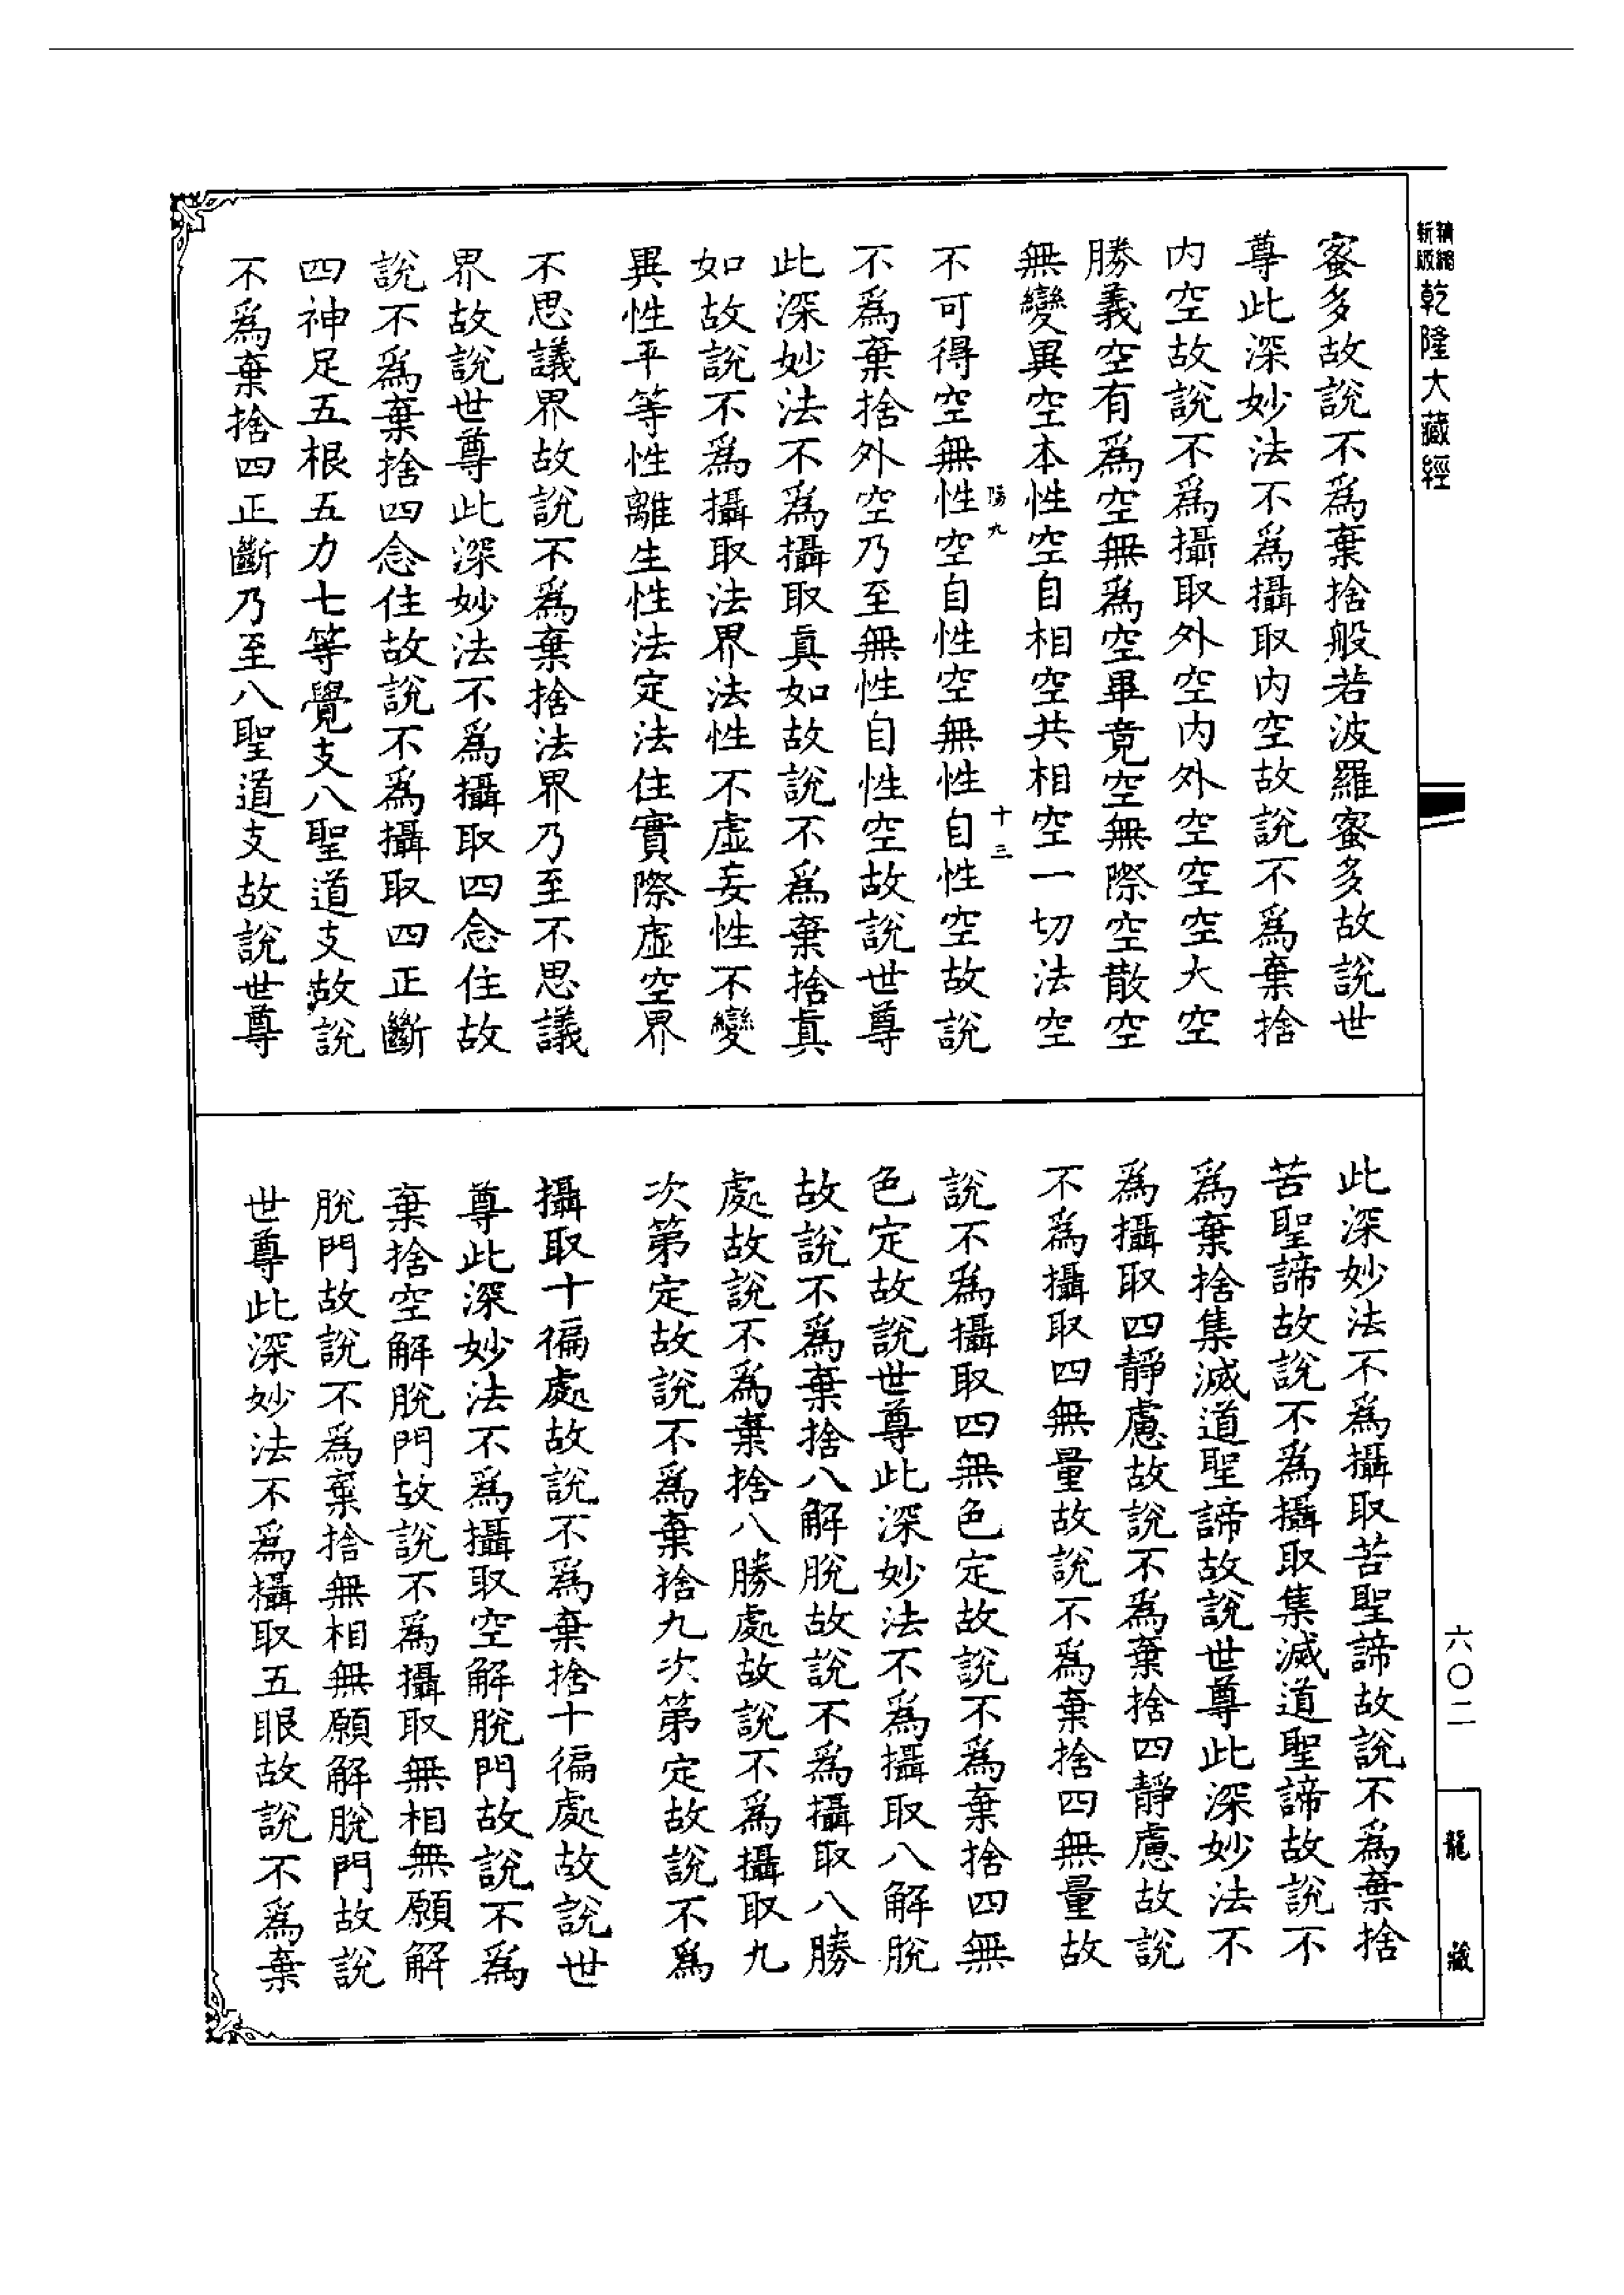 精縮
新版
乾隆大藏經
蜜多故說不爲棄捨般若波羅蜜多故說世
尊此深妙法不爲攝取内空故說不爲棄捨
内空故說不爲攝取外空内外空空空大空
勝義空有爲空無爲空畢竟空無際空散空
無變異空本性空自相空共相空一切法空
陽九
十三
不可得空無性空自性空無性自性空故說
不爲棄捨外空乃至無性自性空故說世尊
此深妙法不爲攝取真如故說不爲棄捨真
如故說不爲攝取法界法性不虛妄性不變
異性平等性離生性法定法住實際虛空界
不思議界故說不爲棄捨法界乃至不思議
界故說世尊此深妙法不爲攝取四念住故
說不爲棄捨四念住故說不爲攝取四正斷
四神足五根五力七等覺支八聖道支故說
不爲棄捨四正斷乃至八聖道支故說世尊
此深妙法不爲攝取苦聖諦故說不爲棄捨
苦聖諦故說不爲攝取集滅道聖諦故說不
爲棄捨集滅道聖諦故說世尊此深妙法不
爲攝取四靜慮故說不爲棄捨四靜慮故說
不爲攝取四無量故說不爲棄捨四無量故
說不爲攝取四無色定故說不爲棄捨四無
色定故說世尊此深妙法不爲攝取八解脫
故說不爲棄捨八解脫故說不爲攝取八勝
處故說不爲棄捨八勝處故說不爲攝取九
次第定故說不爲棄捨九次第定故說不爲
攝取十徧處故說不爲棄捨十徧處故說世
尊此深妙法不爲攝取空解脫門故說不爲
棄捨空解脫門故說不爲攝取無相無願解
脫門故說不爲棄捨無相無願解脫門故說
世尊此深妙法不爲攝取五眼故說不爲棄
六〇二
龍藏